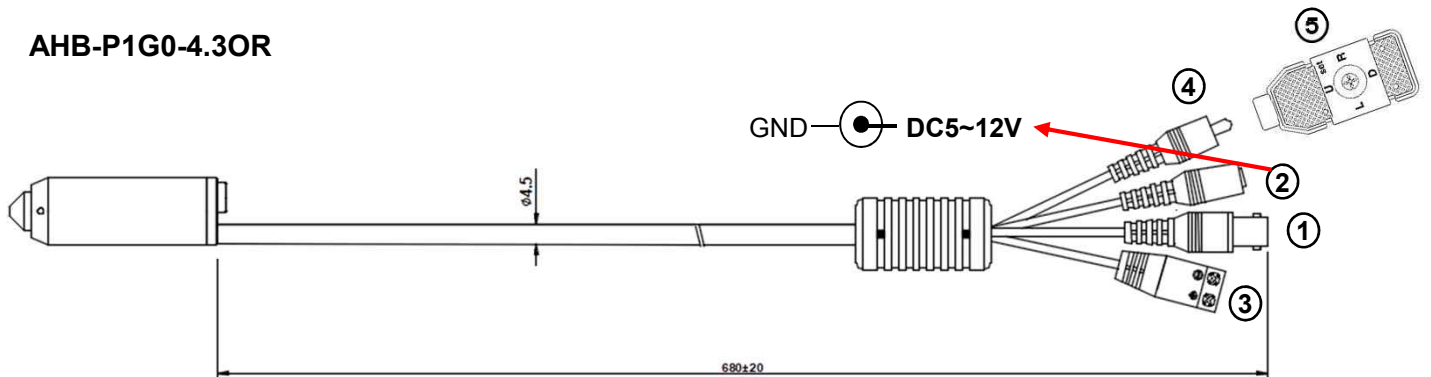 AHB-P1G0-4.3OR
⑤
④
Set
R
U
D
L
GND
DC5~12V
②
ø4.5
①
③
680±20